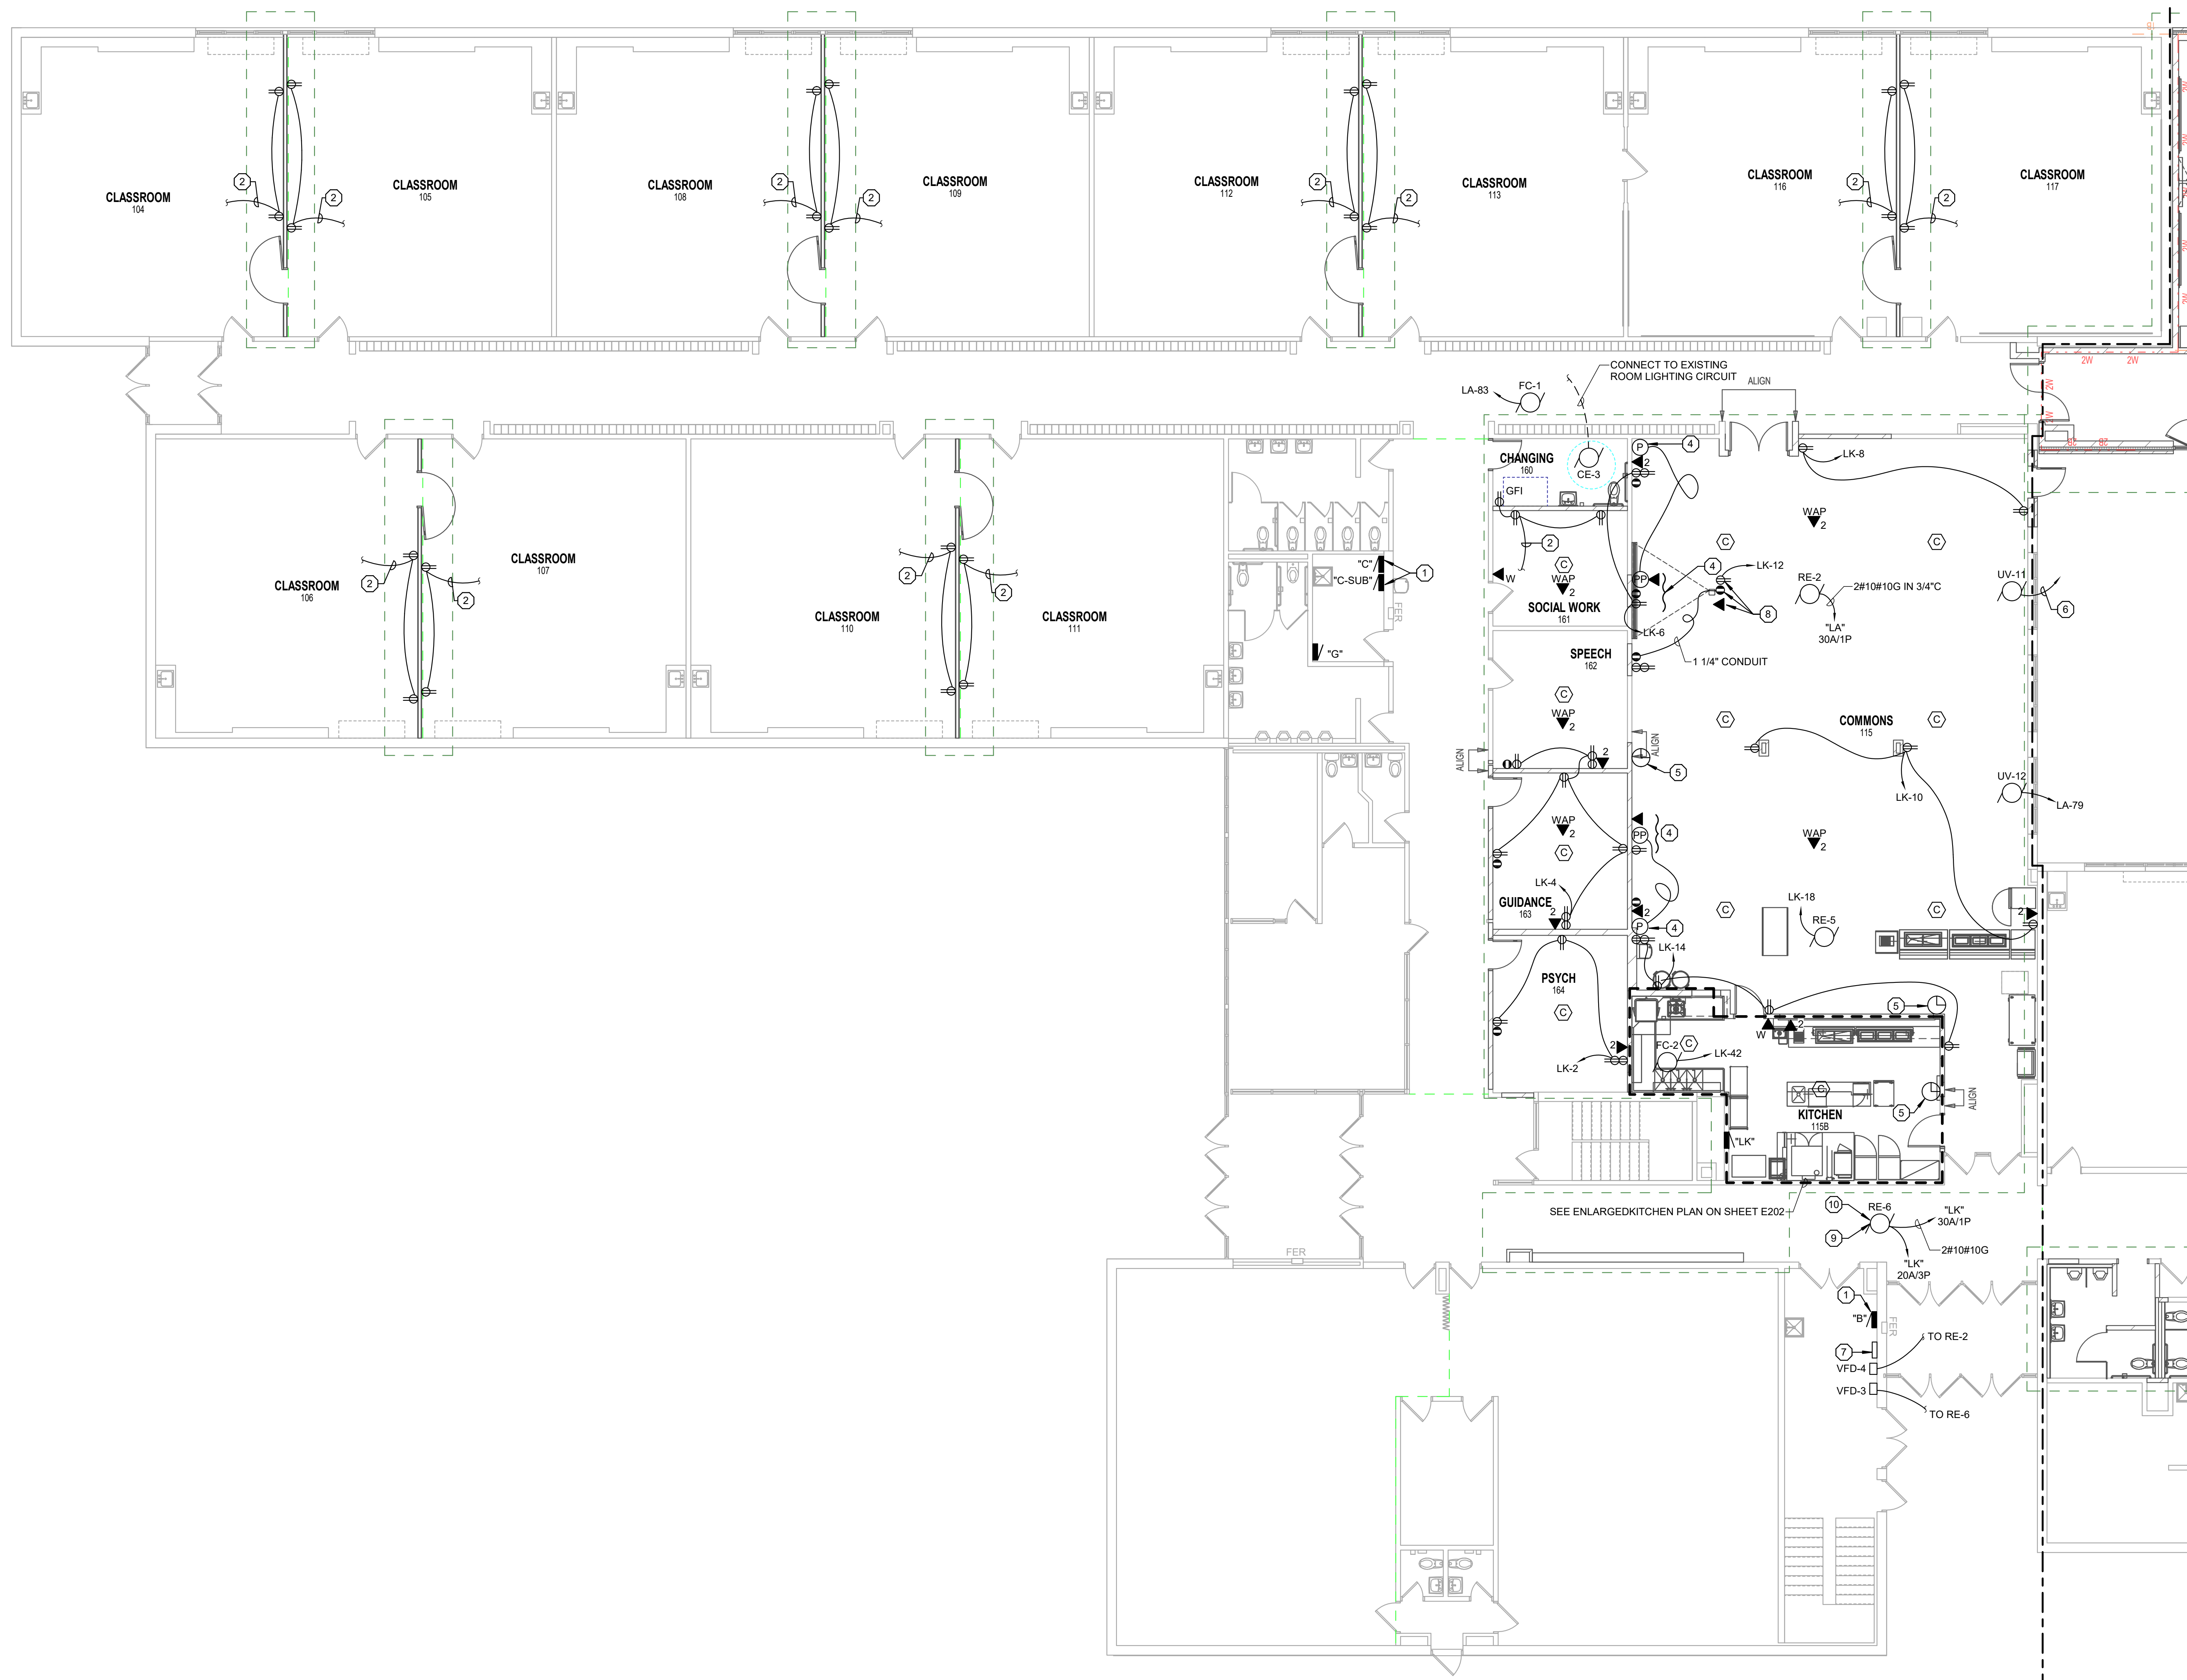 CLASSROOM
104
2
2
CLASSROOM
105
CLASSROOM
108
2
2
CLASSROOM
109
CLASSROOM
112
2
2
CLASSROOM
113
CLASSROOM
116
2
2
CLASSROOM
117
2W
2W
2W
2W
2W
2W
2W
2W
CONNECT TO EXISTING
ROOM LIGHTING CIRCUIT
ALIGN
LA-83
FC-1
CHANGING
160
CE-3
GFI
P
4
2
LK-8
WAP
2
C
C
2
CLASSROOM
106
2
CLASSROOM
107
2
2
CLASSROOM
110
2
2
CLASSROOM
111
"C"
"C-SUB"
1
FER
"G"
W
C
WAP
2
SOCIAL WORK
161
PP
4
LK-12
8
LK-6
1 1/4" CONDUIT
RE-2
2#10#10G IN 3/4"C
"LA"
30A/1P
UV-11
6
SPEECH
162
C
WAP
2
C
COMMONS
115
C
ALIGN
ALIGN
2
5
LK-10
UV-12
LA-79
WAP
2
C
PP
4
WAP
2
LK-4
GUIDANCE
163
2
2
P
4
C
C
LK-18
RE-5
2
LK-14
PSYCH
164
C
5
W
2
2
FC-2
C
LK-42
LK-2
C
5
ALIGN
KITCHEN
115B
"LK"
SEE ENLARGEDKITCHEN PLAN ON SHEET E202
10
9
RE-6
"LK"
30A/1P
2#10#10G
"LK"
20A/3P
FER
1
"B"
FER
7
TO RE-2
VFD-4
VFD-3
TO RE-6